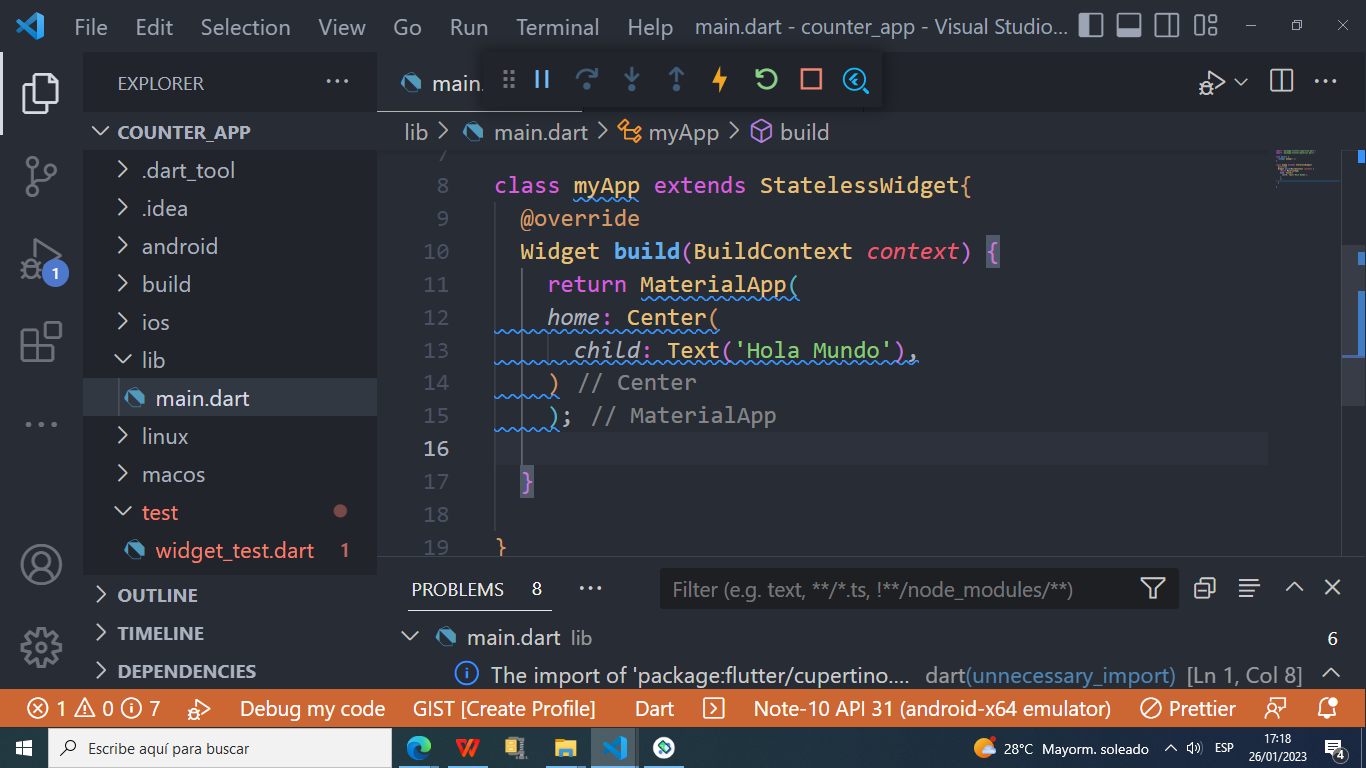 File Edit Selection View Go Run Terminal Help main.dart - counter_app - Visual Studio...
EXPLORER
COUNTER_APP
.dart_tool
.idea
android
build
ios
lib
main.dart
linux
macos
test
widget_test.dart 1
OUTLINE
TIMELINE
DEPENDENCIES
1
main.
lib > main.dart > myApp > build
7
8 class myApp extends StatelessWidget{
9 @override
10 Widget build(BuildContext context) {
11 return MaterialApp(
12 home: Center(
13 child: Text('Hola Mundo'),
14 ) // Center
15 ); // MaterialApp
16
17 }
18
19 }
PROBLEMS 8 ... Filter (e.g. text, **/*.ts, !**/node_modules/**)
main.dart lib 6
The import of 'package:flutter/cupertino.... dart(unnecessary_import) [Ln 1, Col 8]
1 0 7 Debug my code GIST [Create Profile] Dart Note-10 API 31 (android-x64 emulator) Prettier
Escribe aquí para buscar
28°C Mayorm. soleado ESP 17:18
26/01/2023 4